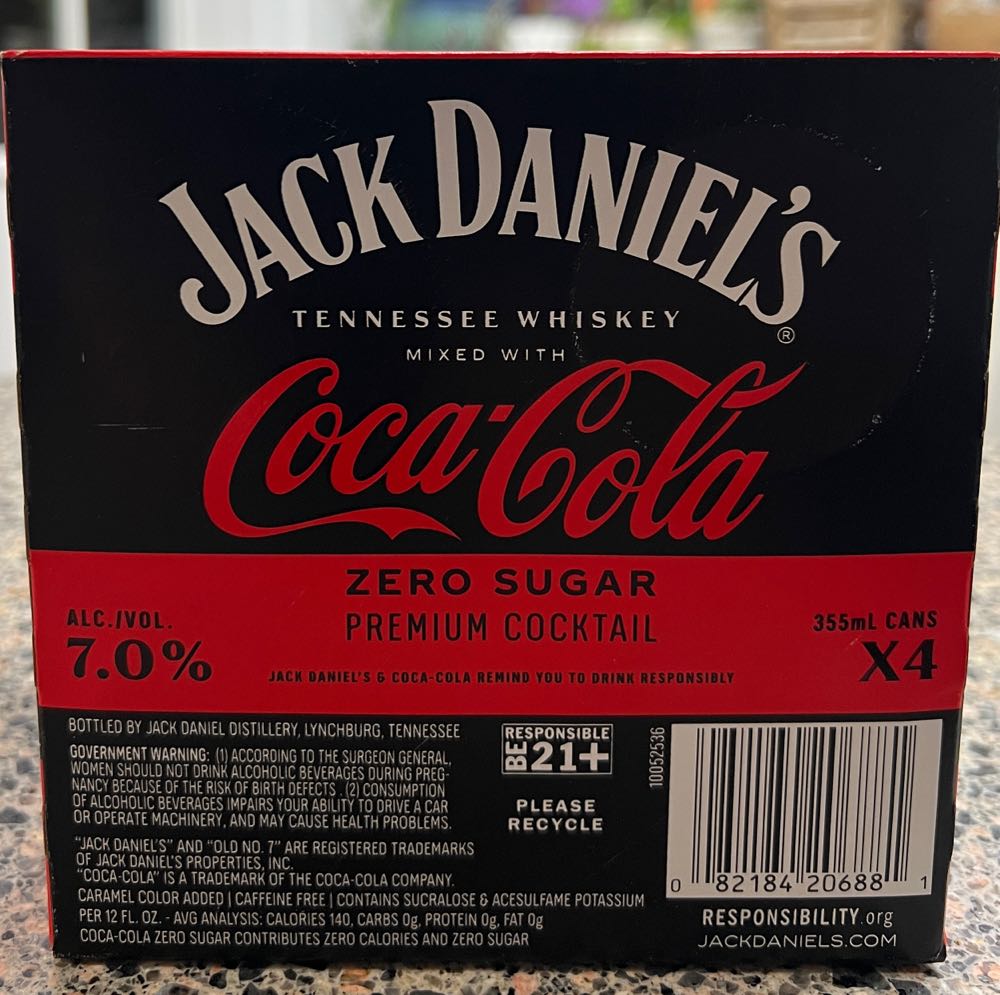 JACK DANIEL'S®
TENNESSEE WHISKEY
MIXED WITH
Coca-Cola
ZERO SUGAR
PREMIUM COCKTAIL
ALC./VOL.
7.0%
355mL CANS
X4
JACK DANIEL'S & COCA-COLA REMIND YOU TO DRINK RESPONSIBLY
BOTTLED BY JACK DANIEL DISTILLERY, LYNCHBURG, TENNESSEE
GOVERNMENT WARNING: (1) ACCORDING TO THE SURGEON GENERAL,
WOMEN SHOULD NOT DRINK ALCOHOLIC BEVERAGES DURING PREG-
NANCY BECAUSE OF THE RISK OF BIRTH DEFECTS .(2) CONSUMPTION
OF ALCOHOLIC BEVERAGES IMPAIRS YOUR ABILITY TO DRIVE A CAR
OR OPERATE MACHINERY, AND MAY CAUSE HEALTH PROBLEMS.
"JACK DANIEL'S" AND "OLD NO. 7" ARE REGISTERED TRADEMARKS
OF JACK DANIEL'S PROPERTIES, INC.
"COCA-COLA" IS A TRADEMARK OF THE COCA-COLA COMPANY.
CARAMEL COLOR ADDED | CAFFEINE FREE | CONTAINS SUCRALOSE & ACESULFAME POTASSIUM
PER 12 FL. OZ. - AVG ANALYSIS: CALORIES 140, CARBS 0g, PROTEIN 0g, FAT 0g
COCA-COLA ZERO SUGAR CONTRIBUTES ZERO CALORIES AND ZERO SUGAR
BE RESPONSIBLE
21+
PLEASE
RECYCLE
10052536
0 82184 20688 1
RESPONSIBILITY.org
JACKDANIELS.COM